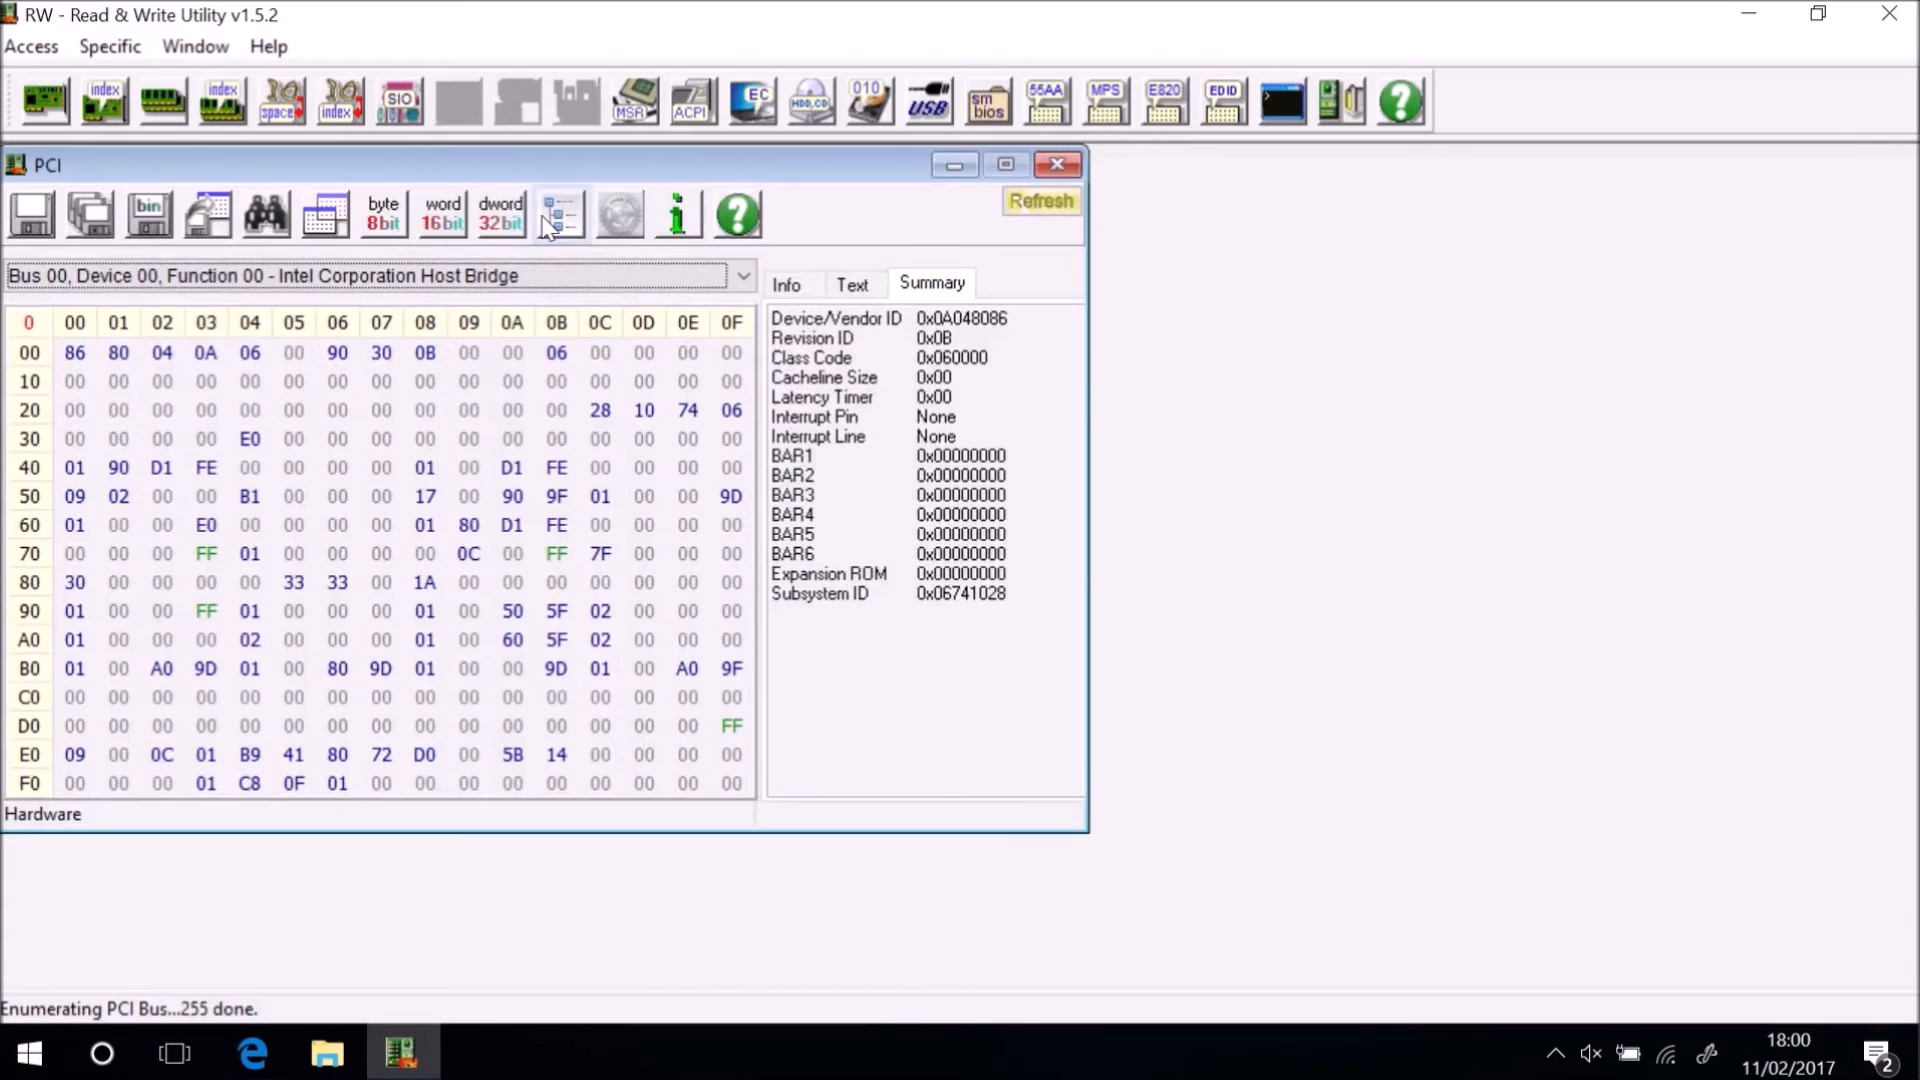 RW - Read & Write Utility v1.5.2
Access Specific Window Help
index index space index SIO MSR ACPI EC HDD,CD 010 USB sm bios 55AA MPS E820 EDID
PCI
bin byte 8bit word 16bit dword 32bit Refresh
Bus 00, Device 00, Function 00 - Intel Corporation Host Bridge
Info Text Summary
0 00 01 02 03 04 05 06 07 08 09 0A 0B 0C 0D 0E 0F
00 86 80 04 0A 06 00 90 30 0B 00 00 06 00 00 00 00
10 00 00 00 00 00 00 00 00 00 00 00 00 00 00 00 00
20 00 00 00 00 00 00 00 00 00 00 00 00 28 10 74 06
30 00 00 00 00 E0 00 00 00 00 00 00 00 00 00 00 00
40 01 90 D1 FE 00 00 00 00 01 00 D1 FE 00 00 00 00
50 09 02 00 00 B1 00 00 00 17 00 90 9F 01 00 00 9D
60 01 00 00 E0 00 00 00 00 01 80 D1 FE 00 00 00 00
70 00 00 00 FF 01 00 00 00 00 0C 00 FF 7F 00 00 00
80 30 00 00 00 00 33 33 00 1A 00 00 00 00 00 00 00
90 01 00 00 FF 01 00 00 00 01 00 50 5F 02 00 00 00
A0 01 00 00 00 02 00 00 00 01 00 60 5F 02 00 00 00
B0 01 00 A0 9D 01 00 80 9D 01 00 00 9D 01 00 A0 9F
C0 00 00 00 00 00 00 00 00 00 00 00 00 00 00 00 00
D0 00 00 00 00 00 00 00 00 00 00 00 00 00 00 00 FF
E0 09 00 0C 01 B9 41 80 72 D0 00 5B 14 00 00 00 00
F0 00 00 00 01 C8 0F 01 00 00 00 00 00 00 00 00 00
Device/Vendor ID 0x0A048086
Revision ID 0x0B
Class Code 0x060000
Cacheline Size 0x00
Latency Timer 0x00
Interrupt Pin None
Interrupt Line None
BAR1 0x00000000
BAR2 0x00000000
BAR3 0x00000000
BAR4 0x00000000
BAR5 0x00000000
BAR6 0x00000000
Expansion ROM 0x00000000
Subsystem ID 0x06741028
Hardware
Enumerating PCI Bus...255 done.
18:00
11/02/2017
2